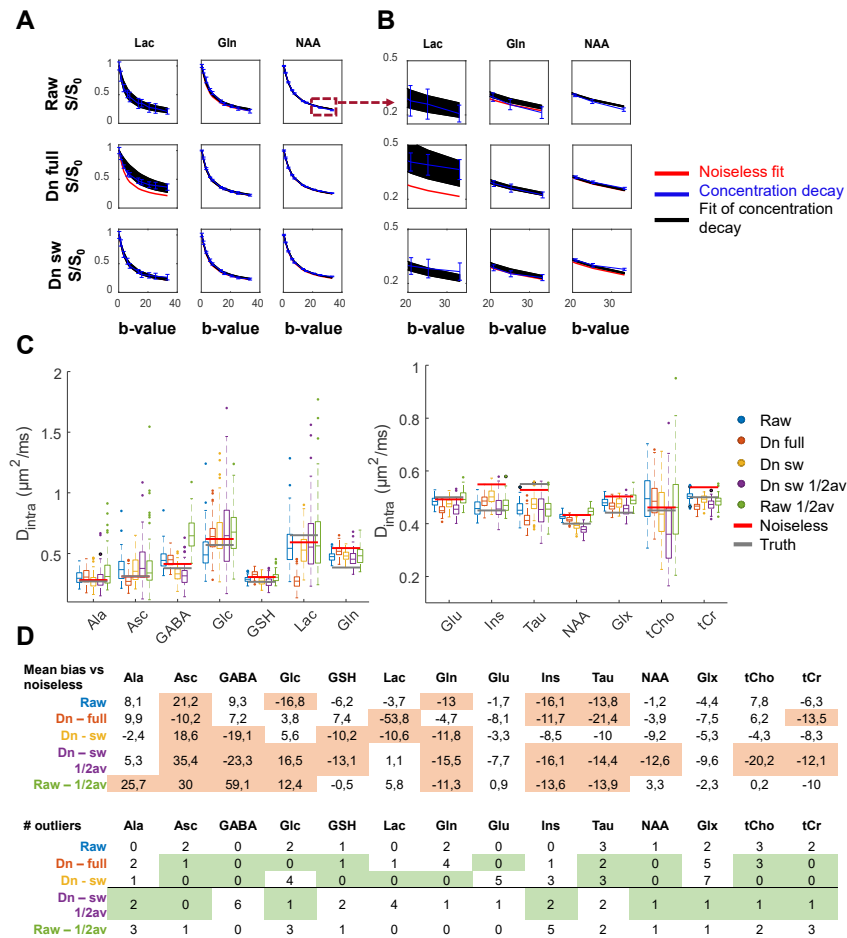 A
B
Lac Gln NAA
Lac Gln NAA
Raw
S/S0
1
0.5
0
0.5
0.2
Dn full
S/S0
1
0.5
0
0.5
0.2
Dn sw
S/S0
1
0.5
0
0.5
0.2
0 20 40 0 20 40 0 20 40
20 30 20 30 20 30
b-value b-value b-value
b-value b-value b-value
Noiseless fit
Concentration decay
Fit of concentration
decay
C
Dintra (μm²/ms)
2
1.5
1
0.5
Ala Asc GABA Glc GSH Lac Gln
Dintra (μm²/ms)
1
0.8
0.6
0.4
0.2
Glu Ins Tau NAA Glx tCho tCr
Raw
Dn full
Dn sw
Dn sw 1/2av
Raw 1/2av
Noiseless
Truth
D
Mean bias vs
noiseless
Ala Asc GABA Glc GSH Lac Gln Glu Ins Tau NAA Glx tCho tCr
Raw 8,1 21,2 9,3 -16,8 -6,2 -3,7 -13 -1,7 -16,1 -13,8 -1,2 -4,4 7,8 -6,3
Dn – full 9,9 -10,2 7,2 3,8 7,4 -53,8 -4,7 -8,1 -11,7 -21,4 -3,9 -7,5 6,2 -13,5
Dn - sw -2,4 18,6 -19,1 5,6 -10,2 -10,6 -11,8 -3,3 -8,5 -10 -9,2 -5,3 -4,3 -8,3
Dn – sw
1/2av
5,3 35,4 -23,3 16,5 -13,1 1,1 -15,5 -7,7 -16,1 -14,4 -12,6 -9,6 -20,2 -12,1
Raw – 1/2av 25,7 30 59,1 12,4 -0,5 5,8 -11,3 0,9 -13,6 -13,9 3,3 -2,3 0,2 -10
# outliers Ala Asc GABA Glc GSH Lac Gln Glu Ins Tau NAA Glx tCho tCr
Raw 0 2 0 2 1 0 2 0 0 3 1 2 3 2
Dn – full 2 1 0 0 1 1 4 0 1 2 0 5 3 0
Dn - sw 1 0 0 4 0 0 0 5 3 3 0 7 0 0
Dn – sw
1/2av
2 0 6 1 2 4 1 1 2 2 1 1 1 1
Raw – 1/2av 3 1 0 3 1 0 0 0 5 2 1 1 2 3